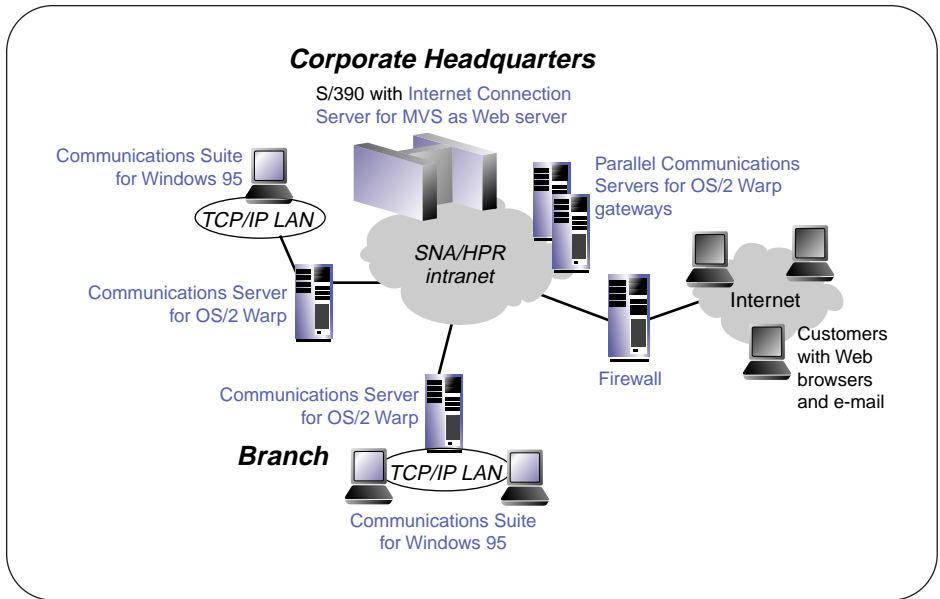 Corporate Headquarters
S/390 with Internet Connection
Server for MVS as Web server
Communications Suite
for Windows 95
TCP/IP LAN
Parallel Communications
Servers for OS/2 Warp
gateways
SNA/HPR
intranet
Communications Server
for OS/2 Warp
Internet
Customers
with Web
browsers
and e-mail
Firewall
Communications Server
for OS/2 Warp
Branch
TCP/IP LAN
Communications Suite
for Windows 95